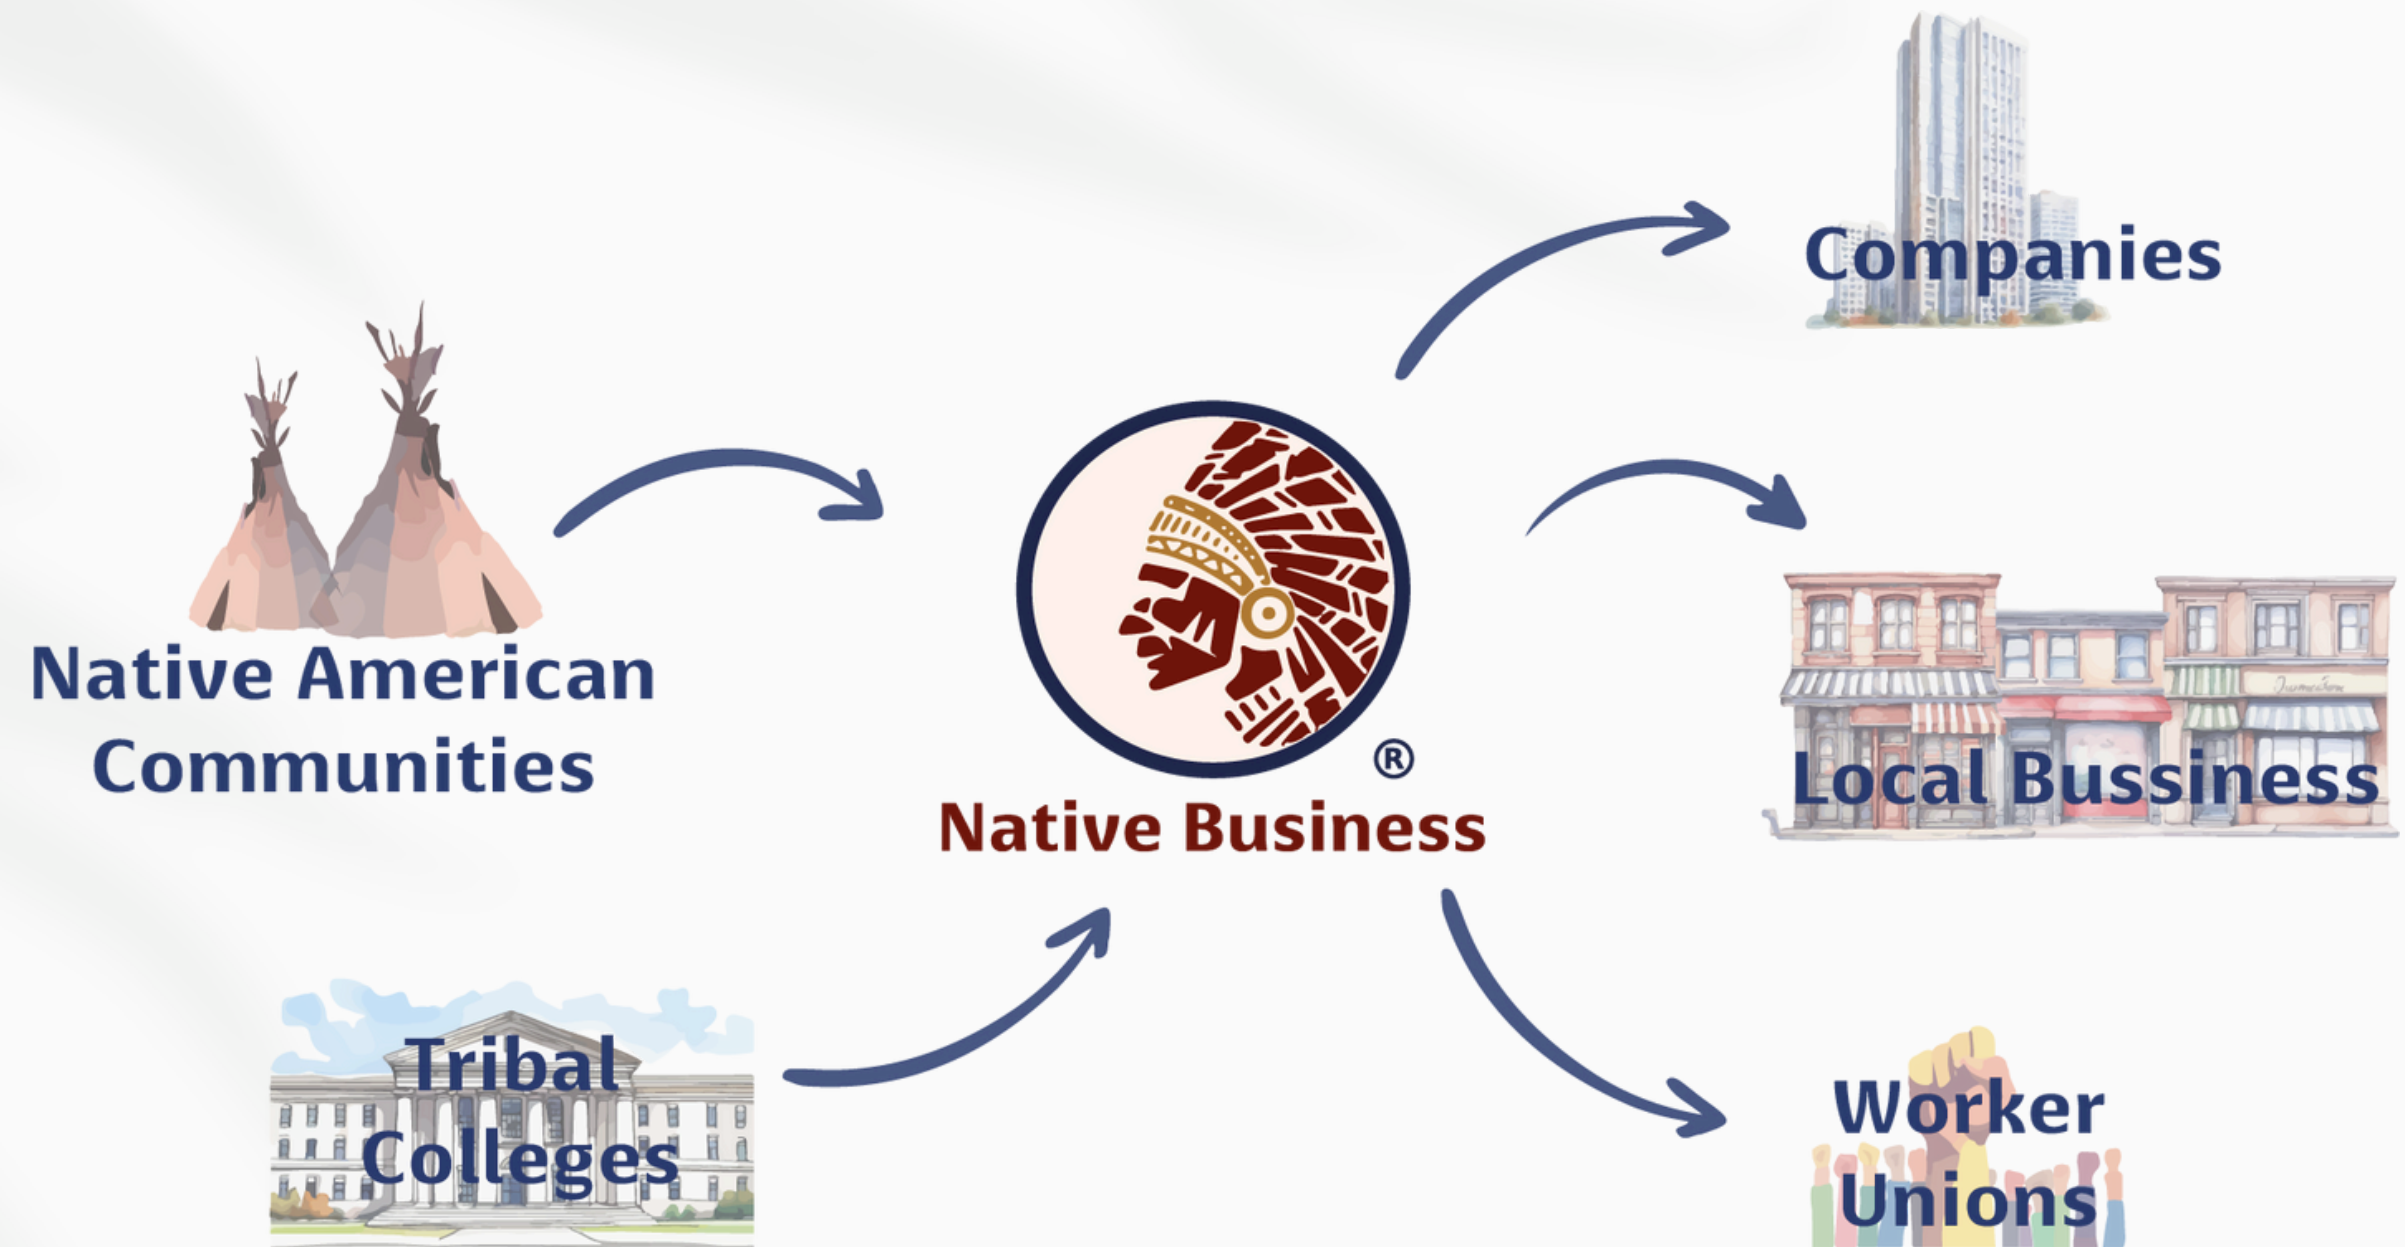 Companies
Native American
Communities
®
Native Business
Local Bussiness
Tribal
Colleges
Worker
Unions